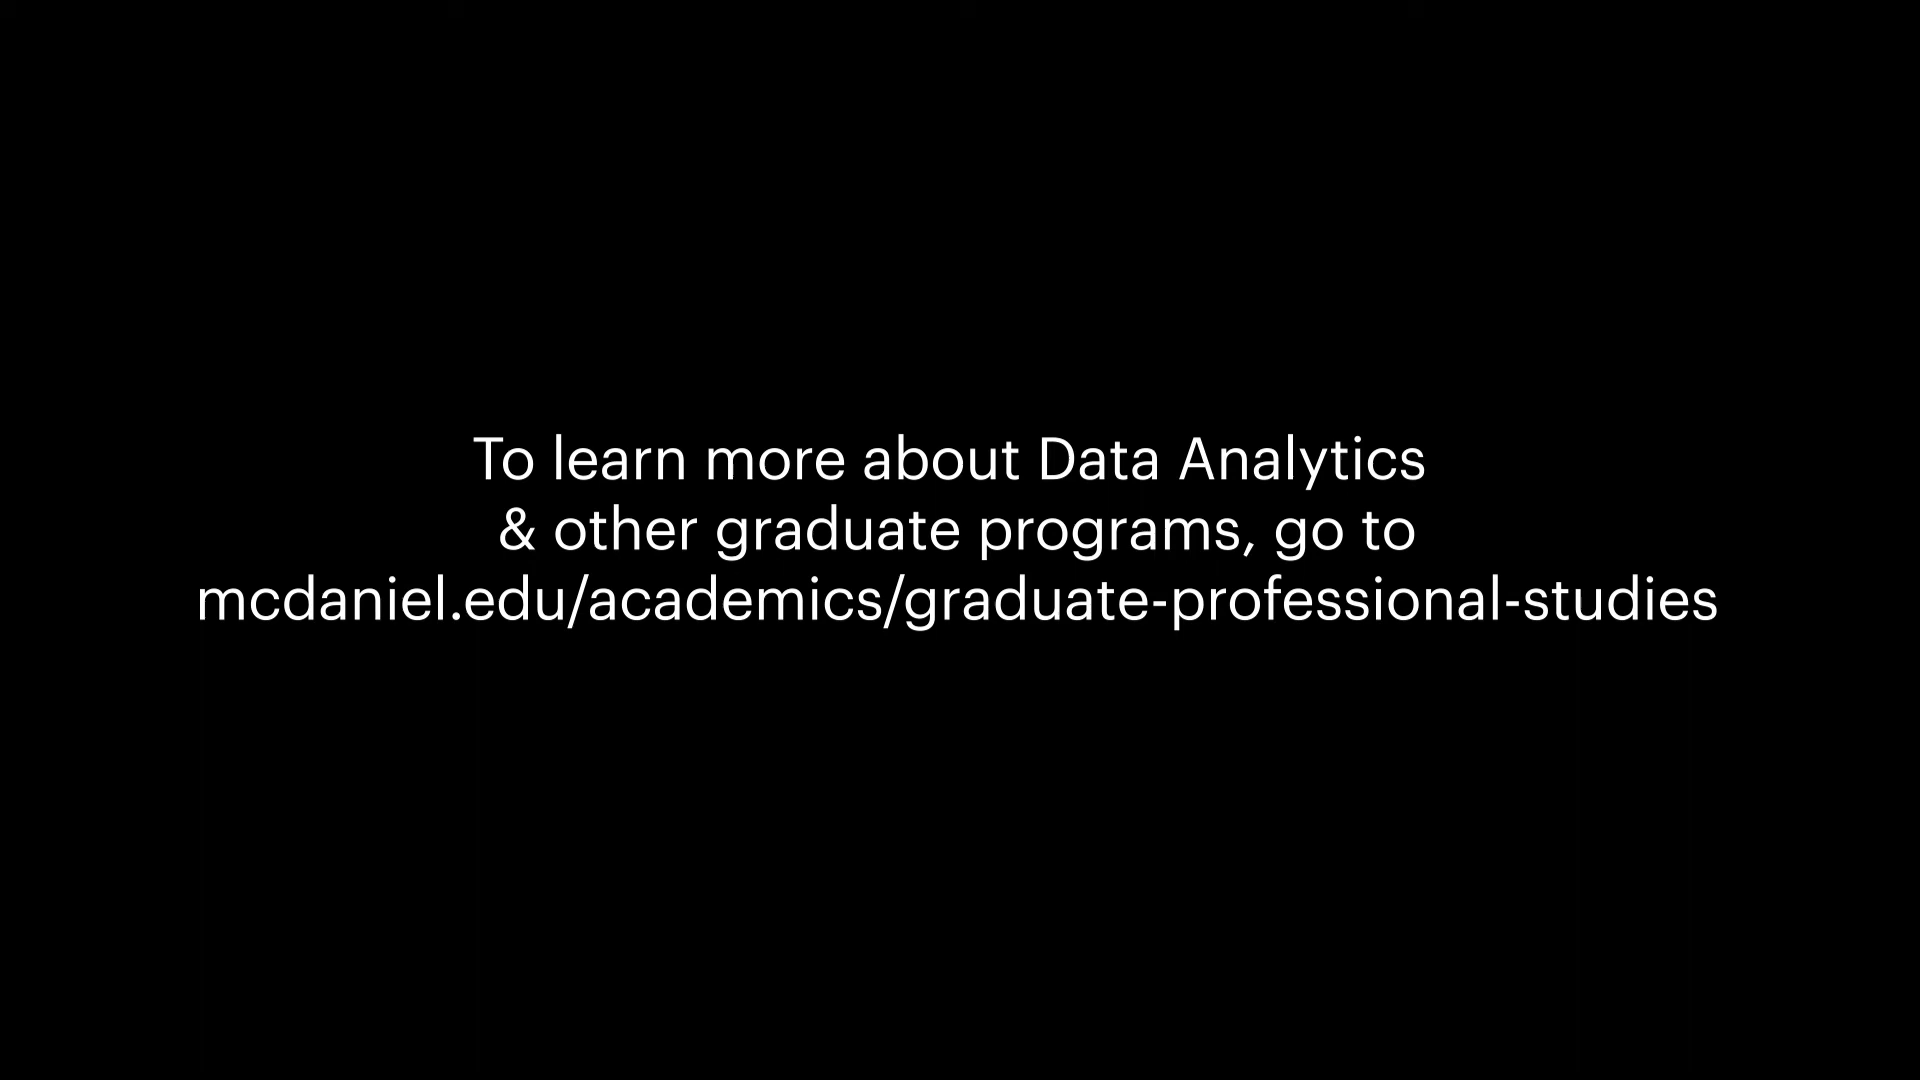 To learn more about Data Analytics
& other graduate programs, go to
mcdaniel.edu/academics/graduate-professional-studies